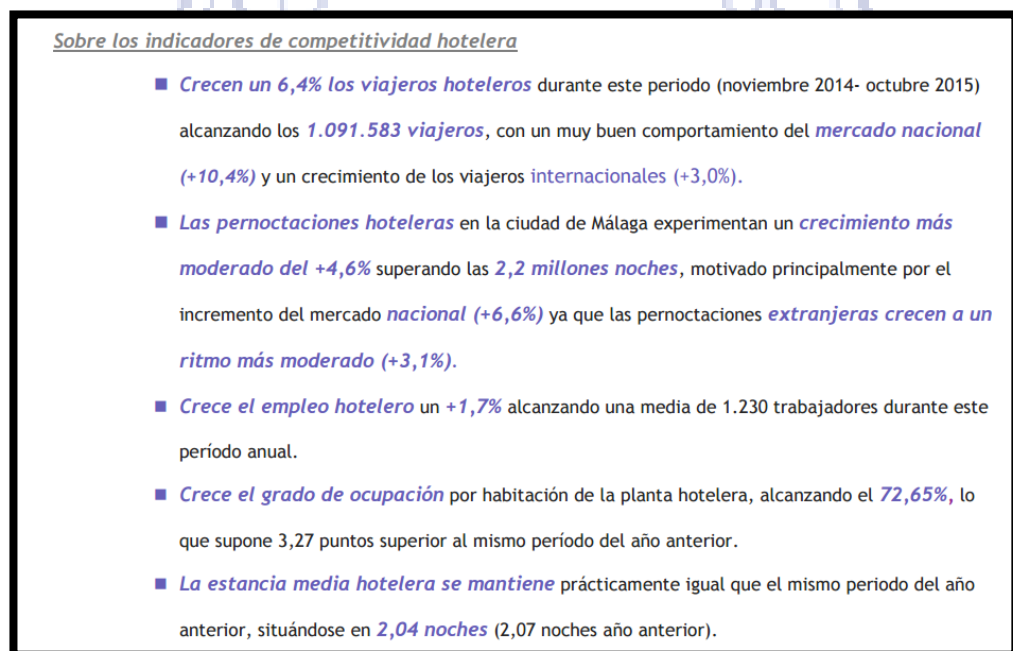 Sobre los indicadores de competitividad hotelera
■ Crecen un 6,4% los viajeros hoteleros durante este periodo (noviembre 2014- octubre 2015)
alcanzando los 1.091.583 viajeros, con un muy buen comportamiento del mercado nacional
(+10,4%) y un crecimiento de los viajeros internacionales (+3,0%).
■ Las pernoctaciones hoteleras en la ciudad de Málaga experimentan un crecimiento más
moderado del +4,6% superando las 2,2 millones noches, motivado principalmente por el
incremento del mercado nacional (+6,6%) ya que las pernoctaciones extranjeras crecen a un
ritmo más moderado (+3,1%).
■ Crece el empleo hotelero un +1,7% alcanzando una media de 1.230 trabajadores durante este
período anual.
■ Crece el grado de ocupación por habitación de la planta hotelera, alcanzando el 72,65%, lo
que supone 3,27 puntos superior al mismo período del año anterior.
■ La estancia media hotelera se mantiene prácticamente igual que el mismo periodo del año
anterior, situándose en 2,04 noches (2,07 noches año anterior).